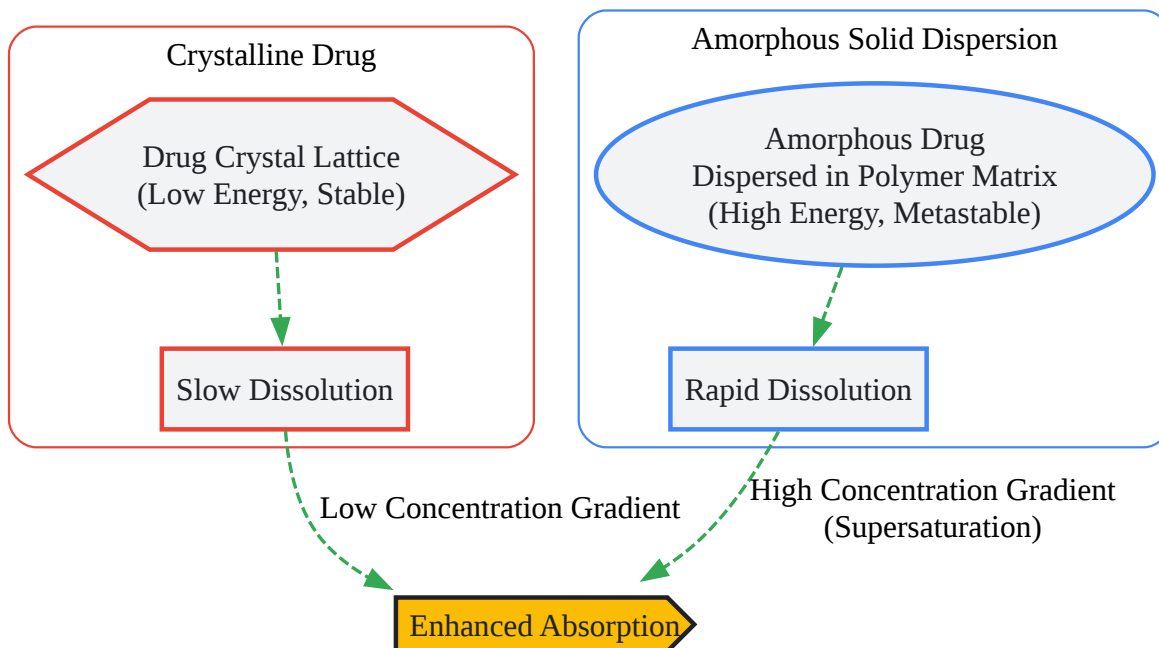 Crystalline Drug
Drug Crystal Lattice
(Low Energy, Stable)
Slow Dissolution
Low Concentration Gradient
Amorphous Solid Dispersion
Amorphous Drug
Dispersed in Polymer Matrix
(High Energy, Metastable)
Rapid Dissolution
High Concentration Gradient
(Supersaturation)
Enhanced Absorption